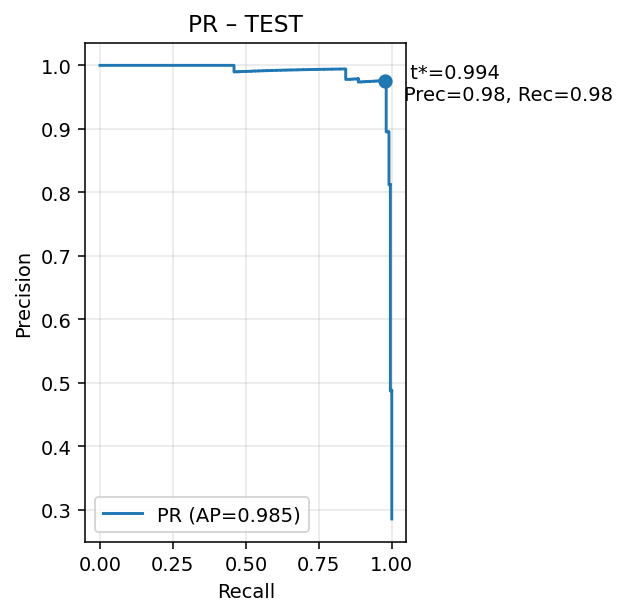 PR – TEST
t*=0.994
Prec=0.98, Rec=0.98
1.0
0.9
0.8
0.7
0.6
0.5
0.4
0.3
Precision
PR (AP=0.985)
0.00 0.25 0.50 0.75 1.00
Recall